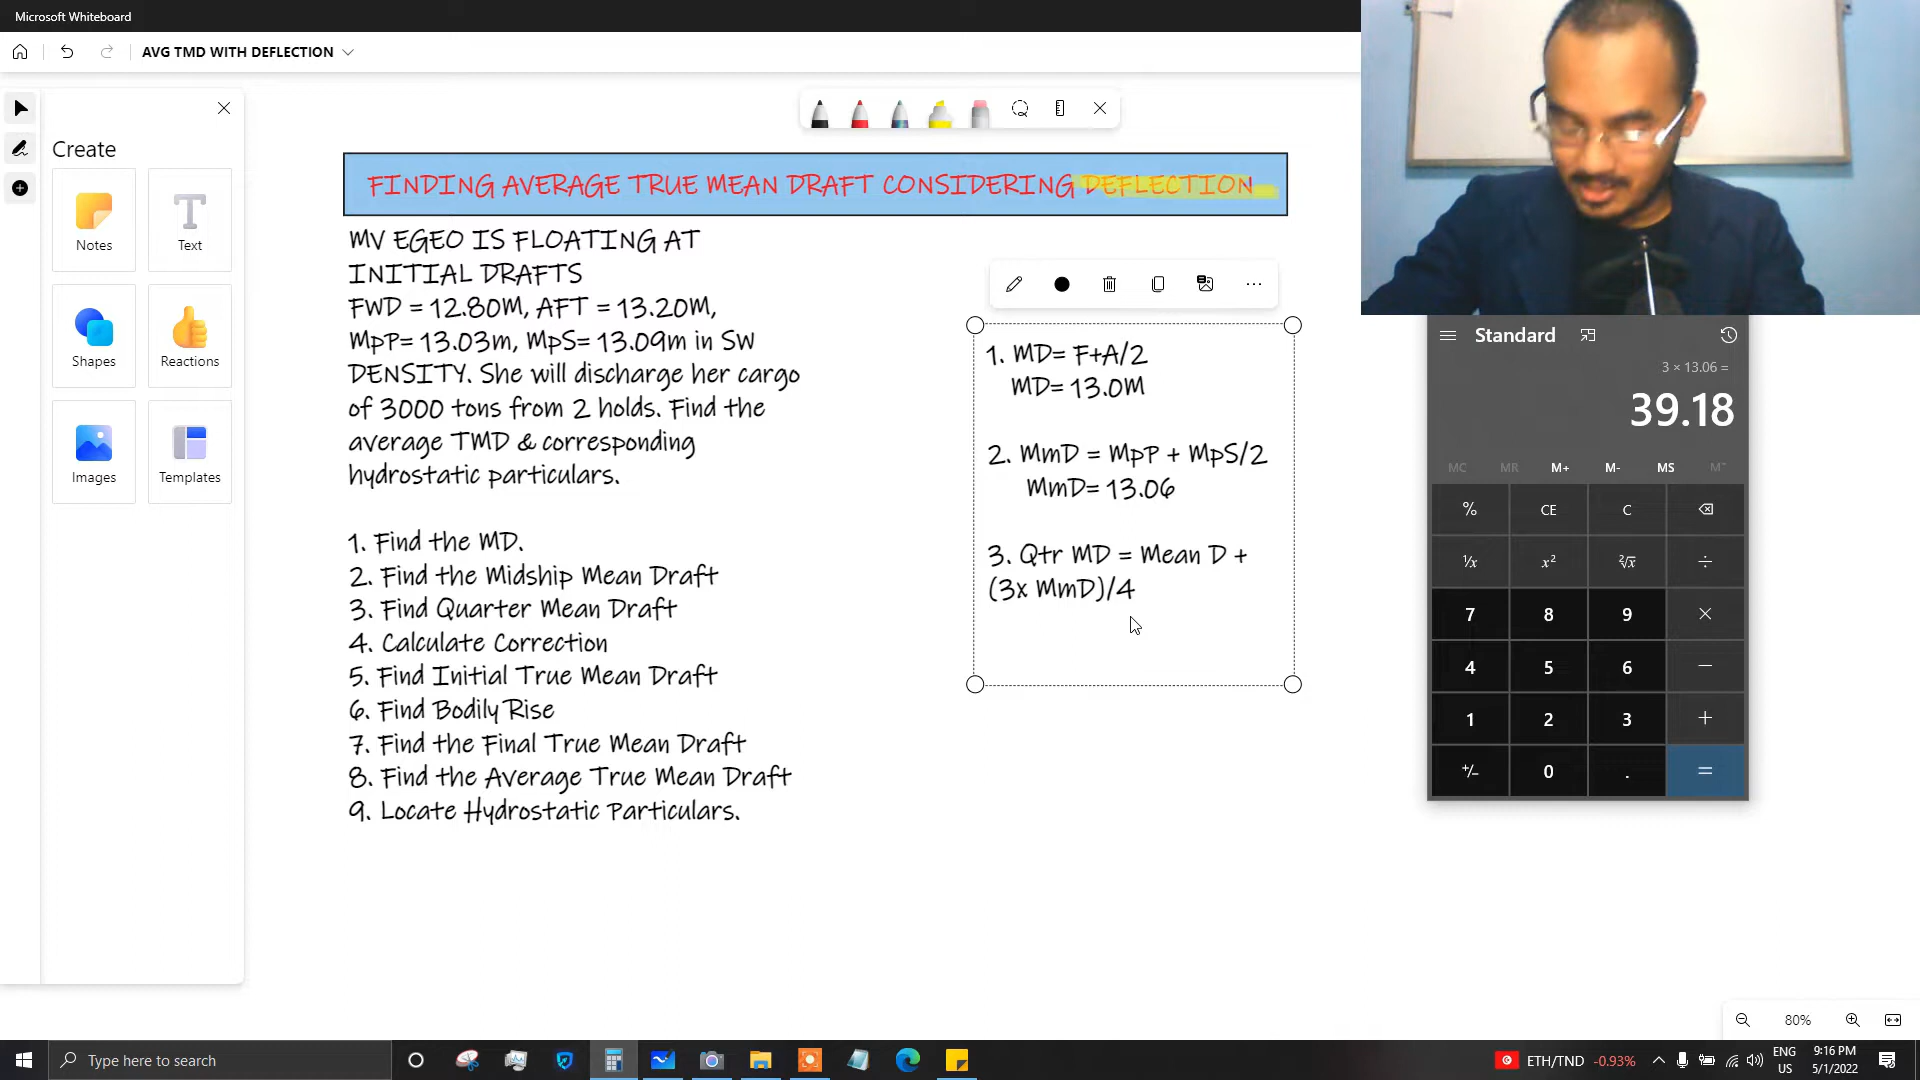 Microsoft Whiteboard
AVG TMD WITH DEFLECTION
Create
Notes
Text
Shapes
Reactions
Images
Templates
FINDING AVERAGE TRUE MEAN DRAFT CONSIDERING DEFLECTION
MV EGEO IS FLOATING AT
INITIAL DRAFTS
FWD = 12.80M, AFT = 13.20M,
MpP= 13.03m, MpS= 13.09m in SW
DENSITY. She will discharge her cargo
of 3000 tons from 2 holds. Find the
average TMD & corresponding
hydrostatic particulars.
1. Find the MD.
2. Find the Midship Mean Draft
3. Find Quarter Mean Draft
4. Calculate Correction
5. Find Initial True Mean Draft
6. Find Bodily Rise
7. Find the Final True Mean Draft
8. Find the Average True Mean Draft
9. Locate Hydrostatic Particulars.
1. MD= F+A/2
MD= 13.0M
2. MmD = MpP + MpS/2
MmD= 13.06
3. Qtr MD = Mean D +
(3x MmD)/4
Standard
3 × 13.06 =
39.18
MC MR M+ M- MS M˅
% CE C
¹/x x² ²√x ÷
7 8 9 ×
4 5 6 −
1 2 3 +
+/− 0 . =
80%
Type here to search
ETH/TND -0.93%
ENG
US
9:16 PM
5/1/2022